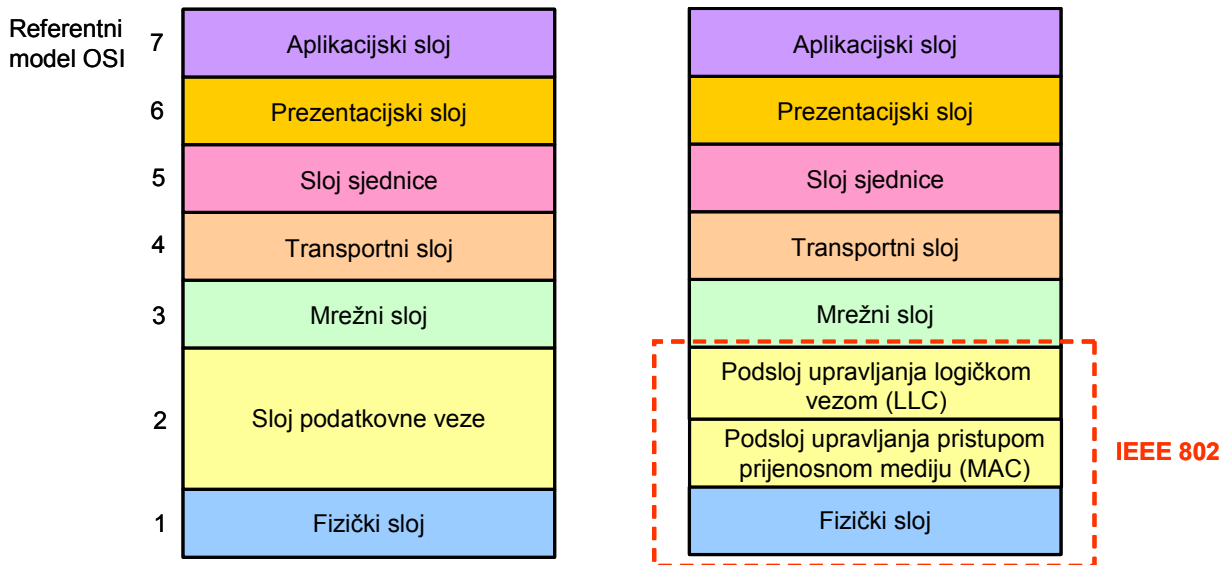 Referentni
model OSI
7
Aplikacijski sloj
Aplikacijski sloj
6
Prezentacijski sloj
Prezentacijski sloj
5
Sloj sjednice
Sloj sjednice
4
Transportni sloj
Transportni sloj
3
Mrežni sloj
Mrežni sloj
2
Sloj podatkovne veze
Podsloj upravljanja logičkom
vezom (LLC)
Podsloj upravljanja pristupom
prijenosnom mediju (MAC)
IEEE 802
1
Fizički sloj
Fizički sloj